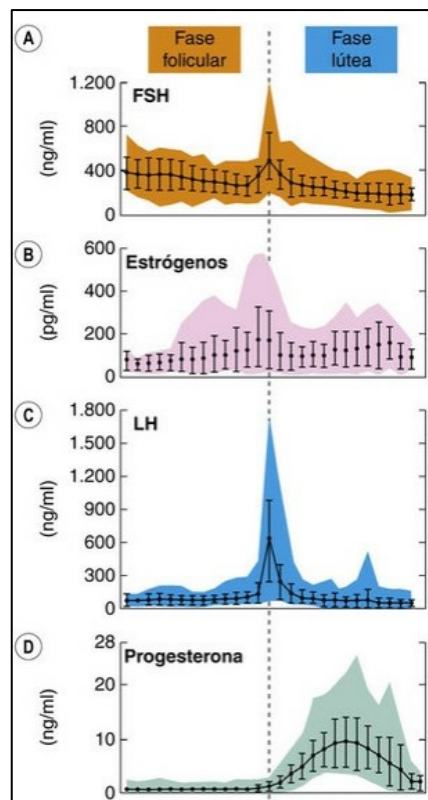 A
Fase
folicular
Fase
lútea
FSH
(ng/ml)
1.200
800
400
0
B
Estrógenos
(pg/ml)
600
400
200
0
C
LH
(ng/ml)
1.800
1.500
1.200
900
600
300
0
D
Progesterona
(ng/ml)
28
20
10
0